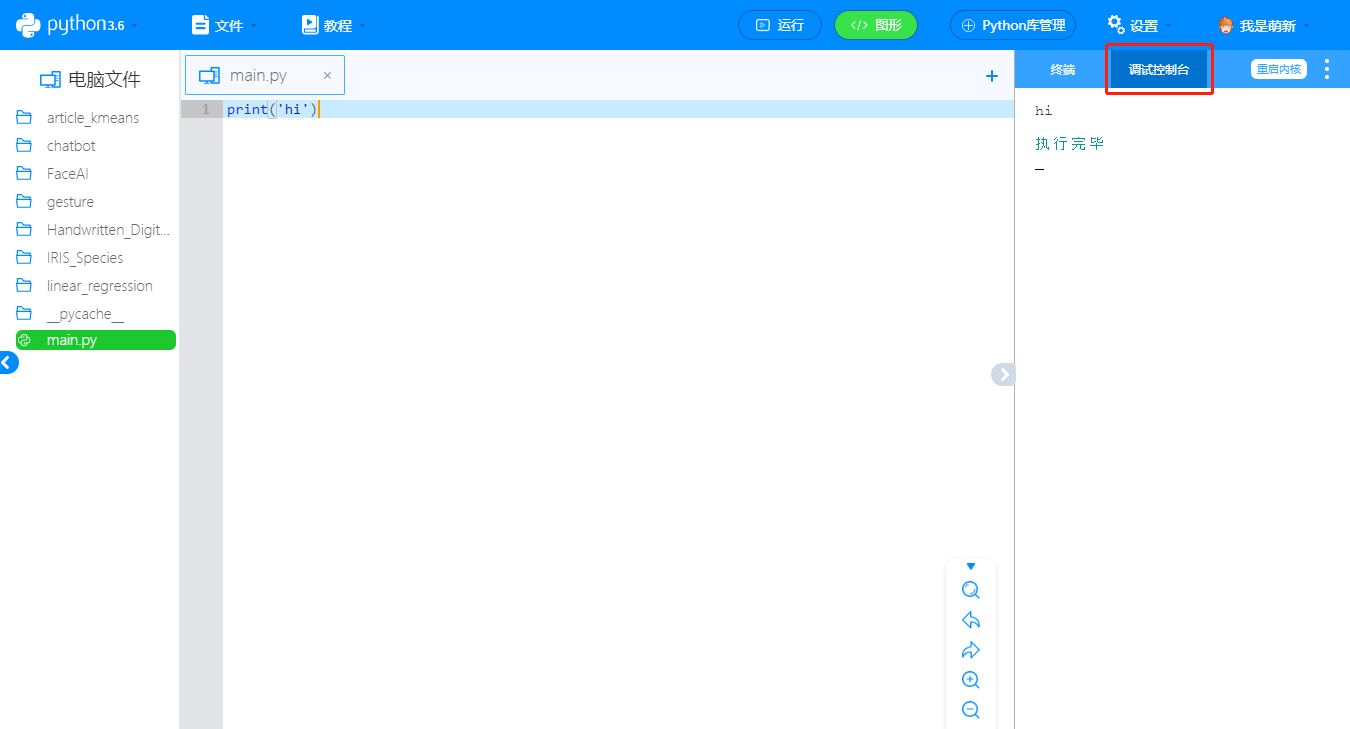 python3.6
文件
教程
运行
</> 图形
Python库管理
设置
我是萌新
电脑文件
article_kmeans
chatbot
FaceAI
gesture
Handwritten_Digit...
IRIS_Species
linear_regression
__pycache__
main.py
main.py ×
1 print('hi')
终端
调试控制台
重启内核
hi
执行完毕